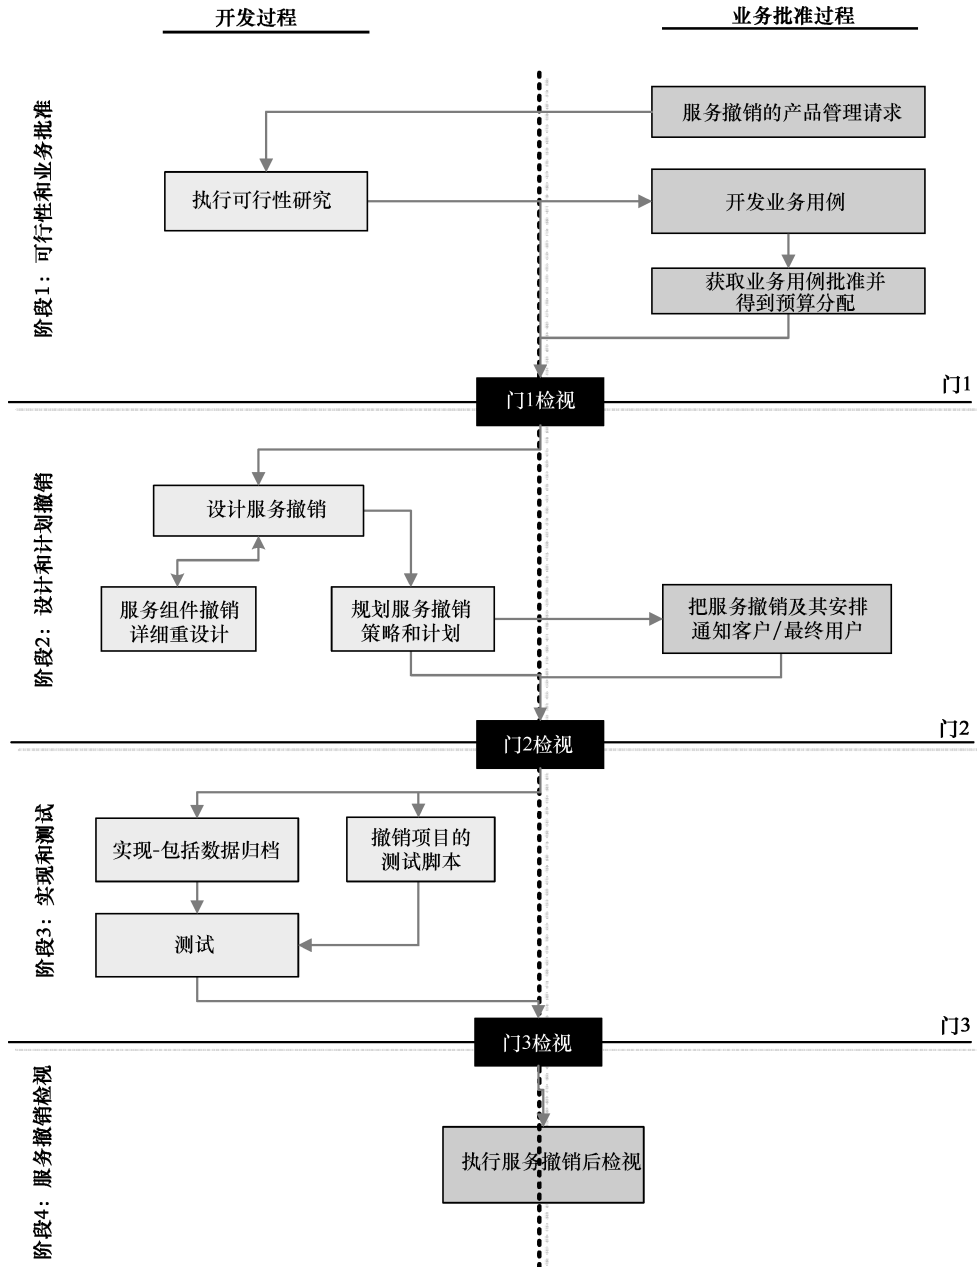 开发过程
业务批准过程
阶段1：可行性和业务批准
服务撤销的产品管理请求
执行可行性研究
开发业务用例
获取业务用例批准并
得到预算分配
门1
门1检视
阶段2：设计和计划撤销
设计服务撤销
服务组件撤销
详细重设计
规划服务撤销
策略和计划
把服务撤销及其安排
通知客户/最终用户
门2
门2检视
阶段3：实现和测试
实现-包括数据归档
撤销项目的
测试脚本
测试
门3
门3检视
阶段4：服务撤销检视
执行服务撤销后检视